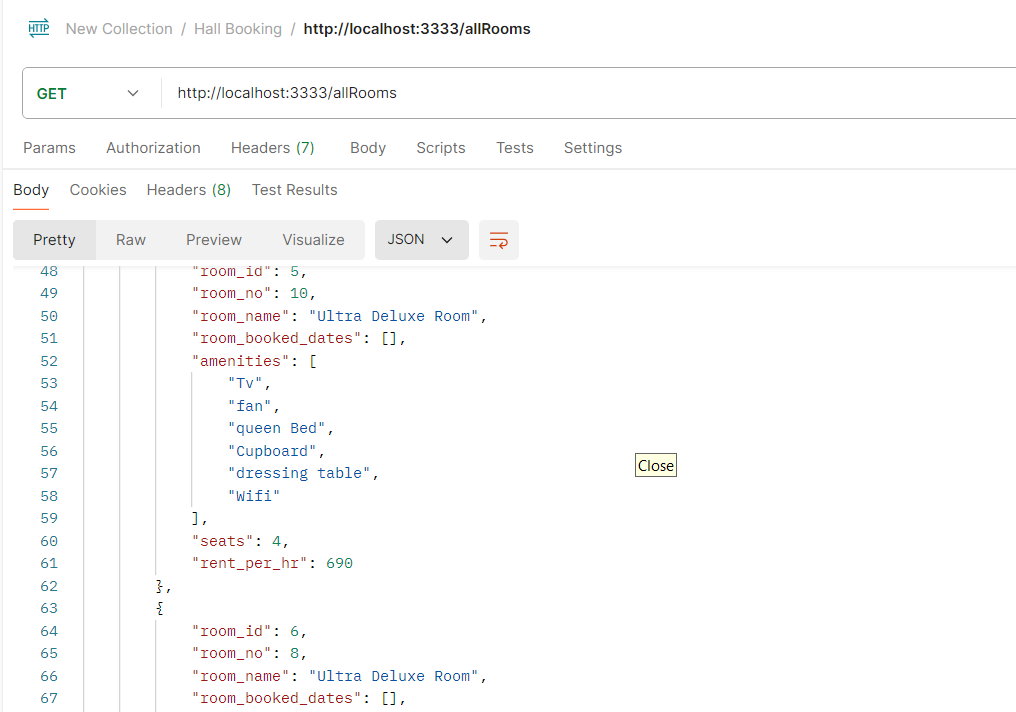 HTTP New Collection / Hall Booking / http://localhost:3333/allRooms
GET http://localhost:3333/allRooms
Params Authorization Headers (7) Body Scripts Tests Settings
Body Cookies Headers (8) Test Results
Pretty Raw Preview Visualize JSON
48 "room_id": 5,
49 "room_no": 10,
50 "room_name": "Ultra Deluxe Room",
51 "room_booked_dates": [],
52 "amenities": [
53 "Tv",
54 "fan",
55 "queen Bed",
56 "Cupboard",
57 "dressing table",
58 "Wifi"
59 ],
60 "seats": 4,
61 "rent_per_hr": 690
62 },
63 {
64 "room_id": 6,
65 "room_no": 8,
66 "room_name": "Ultra Deluxe Room",
67 "room_booked_dates": [],
Close